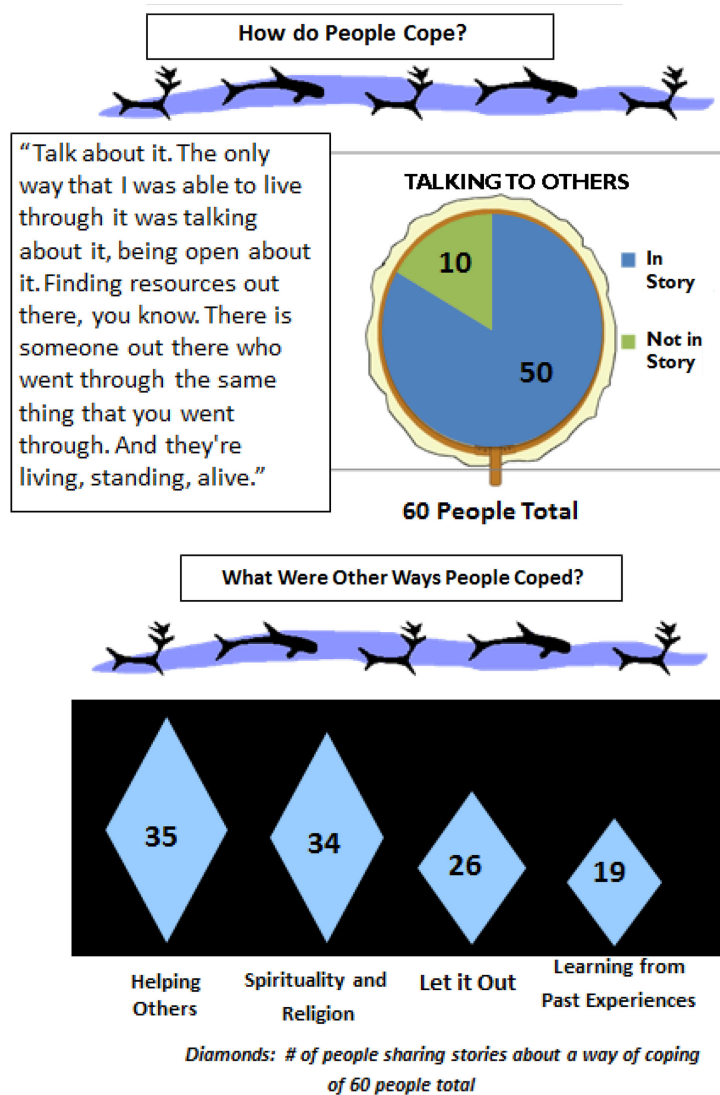 How do People Cope?
“Talk about it. The only
way that I was able to live
through it was talking
about it, being open about
it. Finding resources out
there, you know. There is
someone out there who
went through the same
thing that you went
through. And they're
living, standing, alive.”
TALKING TO OTHERS
10
50
In
Story
Not in
Story
60 People Total
What Were Other Ways People Coped?
35
34
26
19
Helping
Others
Spirituality and
Religion
Let it Out
Learning from
Past Experiences
Diamonds: # of people sharing stories about a way of coping
of 60 people total